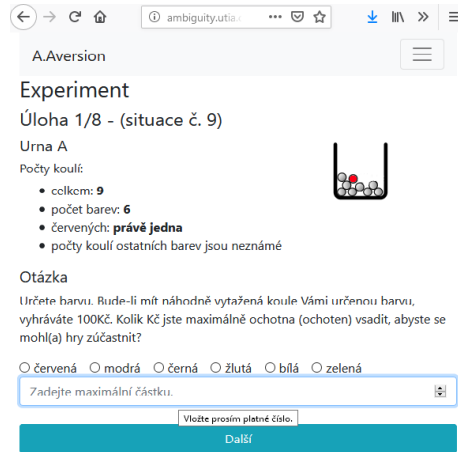 ambiguity.utia.c
A.Aversion
Experiment
Úloha 1/8 - (situace č. 9)
Urna A
Počty koulí:
celkem: 9
počet barev: 6
červených: právě jedna
počty koulí ostatních barev jsou neznámé
Otázka
Určete barvu. Bude-li mít náhodně vytažená koule Vámi určenou barvu,
vyhráváte 100Kč. Kolik Kč jste maximálně ochotna (ochoten) vsadit, abyste se
mohl(a) hry zúčastnit?
červená modrá černá žlutá bílá zelená
Zadejte maximální částku.
Vložte prosím platné číslo.
Další